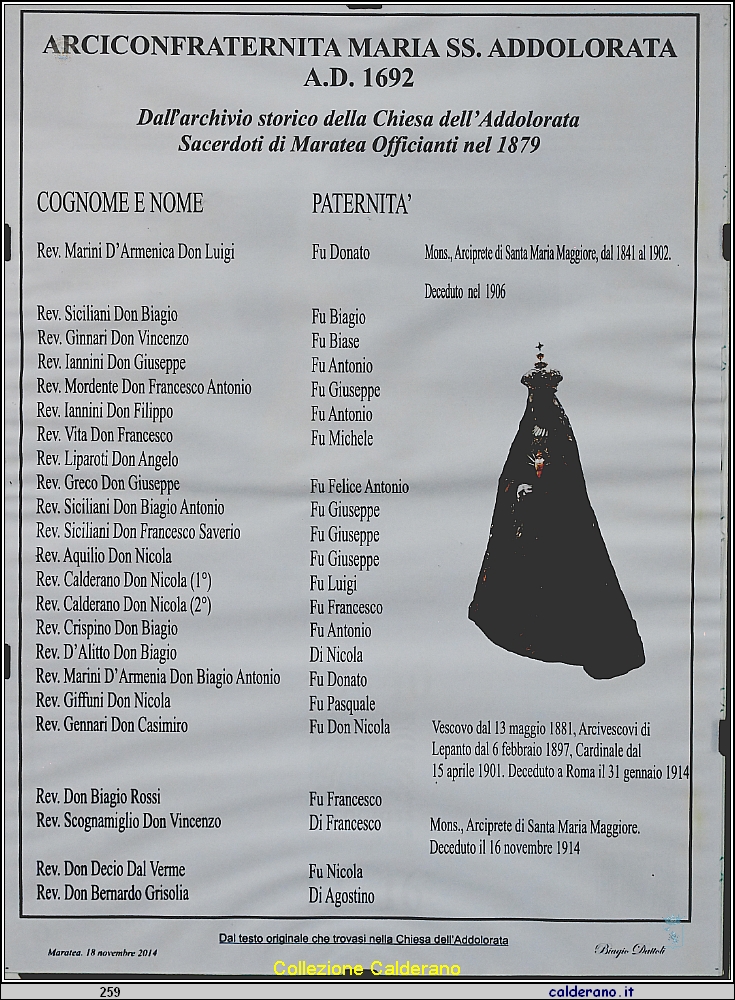 ARCICONFRATERNITA MARIA SS. ADDOLORATA
A.D. 1692
Dall'archivio storico della Chiesa dell'Addolorata
Sacerdoti di Maratea Officianti nel 1879
COGNOME E NOME PATERNITA'
Rev. Marini D'Armenica Don Luigi Fu Donato Mons., Arciprete di Santa Maria Maggiore, dal 1841 al 1902.
Deceduto nel 1906
Rev. Siciliani Don Biagio Fu Biagio
Rev. Ginnari Don Vincenzo Fu Biase
Rev. Iannini Don Giuseppe Fu Antonio
Rev. Mordente Don Francesco Antonio Fu Giuseppe
Rev. Iannini Don Filippo Fu Antonio
Rev. Vita Don Francesco Fu Michele
Rev. Liparoti Don Angelo
Rev. Greco Don Giuseppe Fu Felice Antonio
Rev. Siciliani Don Biagio Antonio Fu Giuseppe
Rev. Siciliani Don Francesco Saverio Fu Giuseppe
Rev. Aquilio Don Nicola Fu Giuseppe
Rev. Calderano Don Nicola (1°) Fu Luigi
Rev. Calderano Don Nicola (2°) Fu Francesco
Rev. Crispino Don Biagio Fu Antonio
Rev. D'Alitto Don Biagio Di Nicola
Rev. Marini D'Armenia Don Biagio Antonio Fu Donato
Rev. Giffuni Don Nicola Fu Pasquale
Rev. Gennari Don Casimiro Fu Don Nicola Vescovo dal 13 maggio 1881, Arcivescovi di
Lepanto dal 6 febbraio 1897, Cardinale dal
15 aprile 1901. Deceduto a Roma il 31 gennaio 1914
Rev. Don Biagio Rossi Fu Francesco
Rev. Scognamiglio Don Vincenzo Di Francesco Mons., Arciprete di Santa Maria Maggiore.
Deceduto il 16 novembre 1914
Rev. Don Decio Dal Verme Fu Nicola
Rev. Don Bernardo Grisolia Di Agostino
Dal testo originale che trovasi nella Chiesa dell'Addolorata
Maratea. 18 novembre 2014 Biagio Dattoli
Collezione Calderano
259 calderano.it